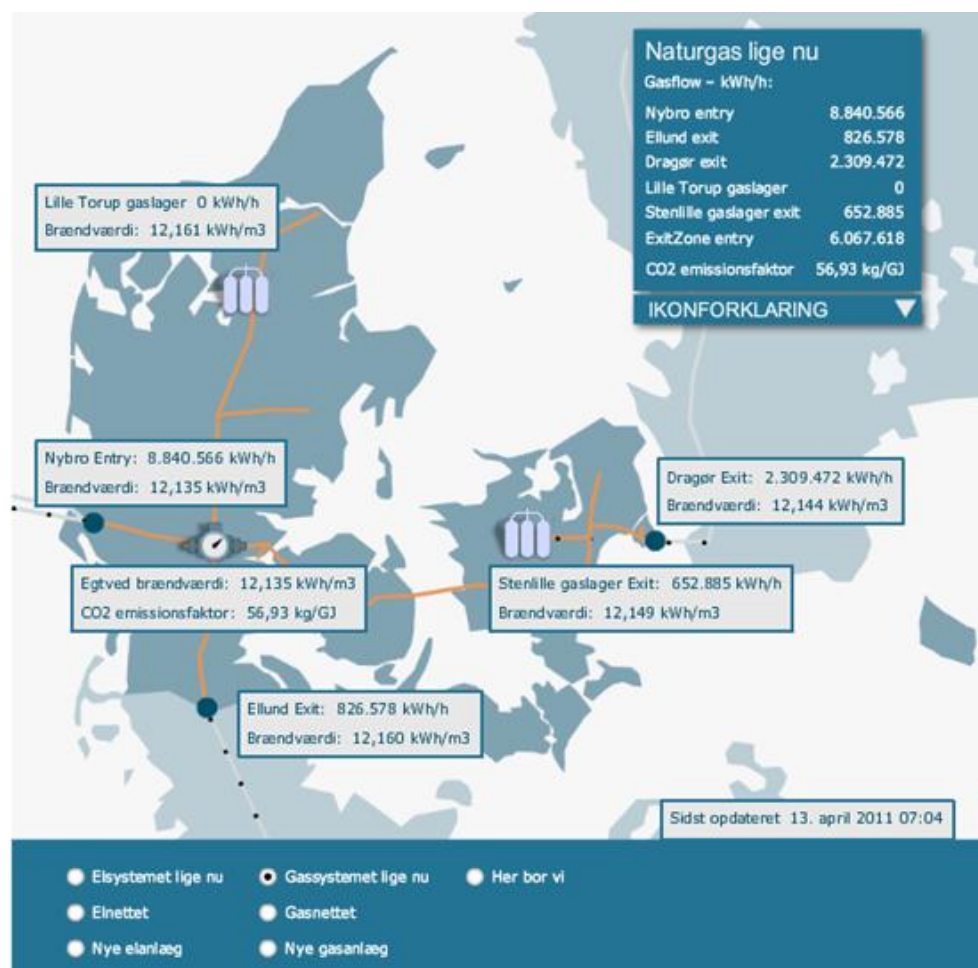 Naturgas lige nu
Gasflow – kWh/h:
Nybro entry 8.840.566
Ellund exit 826.578
Dragør exit 2.309.472
Lille Torup gaslager 0
Stenlille gaslager exit 652.885
ExitZone entry 6.067.618
CO2 emissionsfaktor 56,93 kg/GJ
IKONFORKLARING
Lille Torup gaslager 0 kWh/h
Brændværdi: 12,161 kWh/m3
Nybro Entry: 8.840.566 kWh/h
Brændværdi: 12,135 kWh/m3
Dragør Exit: 2.309.472 kWh/h
Brændværdi: 12,144 kWh/m3
Egtved brændværdi: 12,135 kWh/m3
CO2 emissionsfaktor: 56,93 kg/GJ
Stenlille gaslager Exit: 652.885 kWh/h
Brændværdi: 12,149 kWh/m3
Ellund Exit: 826.578 kWh/h
Brændværdi: 12,160 kWh/m3
Sidst opdateret 13. april 2011 07:04
Elsystemet lige nu
Gassystemet lige nu
Her bor vi
Elnettet
Gasnettet
Nye elanlæg
Nye gasanlæg